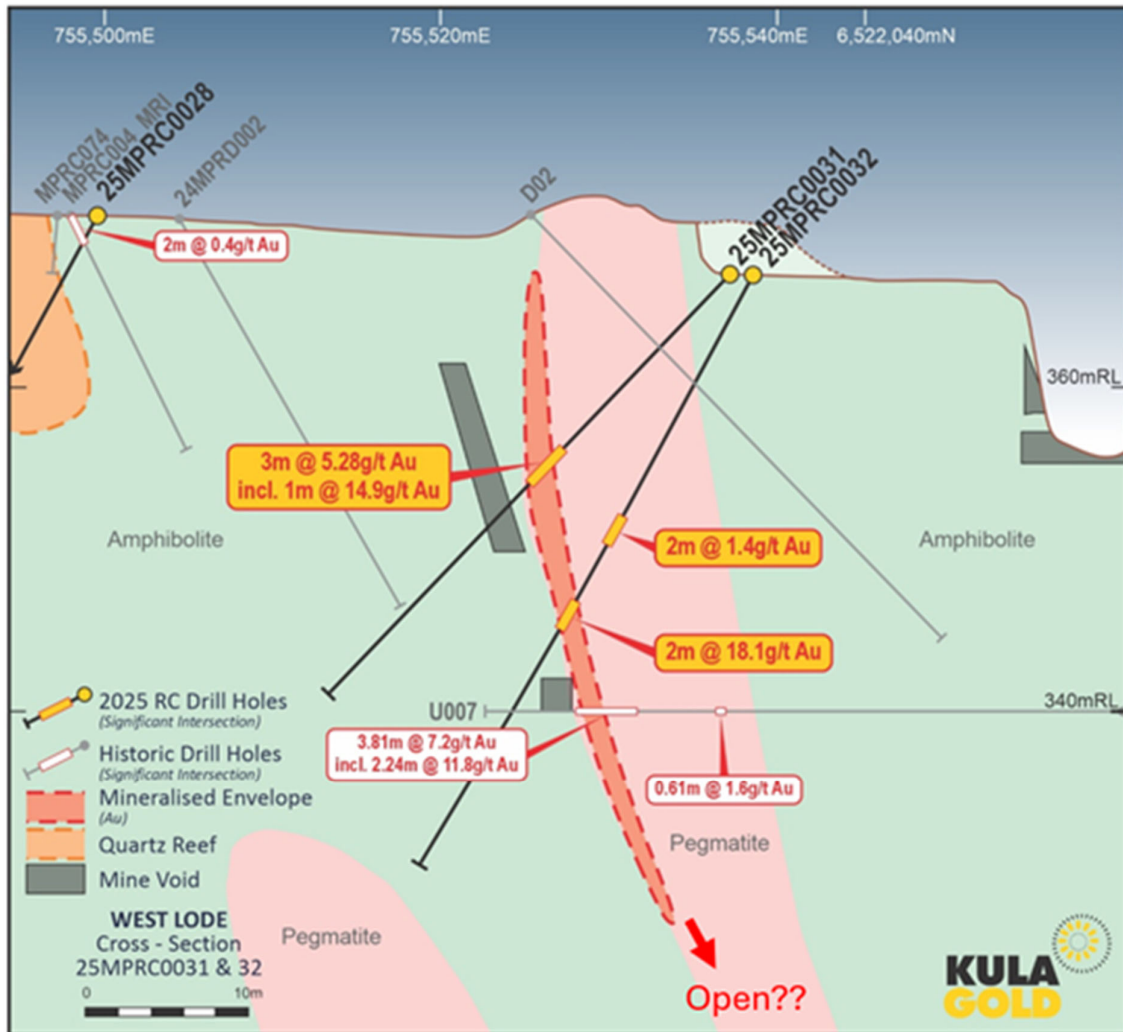 755,500mE
755,520mE
755,540mE
6,522,040mN
MPRC074
MPRC004_MRI
25MPRC0028
24MPRD002
D02
25MPRC0031
25MPRC0032
2m @ 0.4g/t Au
360mRL
3m @ 5.28g/t Au
incl. 1m @ 14.9g/t Au
Amphibolite
2m @ 1.4g/t Au
Amphibolite
2m @ 18.1g/t Au
2025 RC Drill Holes
(Significant Intersection)
U007
340mRL
3.81m @ 7.2g/t Au
incl. 2.24m @ 11.8g/t Au
Historic Drill Holes
(Significant Intersection)
0.61m @ 1.6g/t Au
Mineralised Envelope
(Au)
Quartz Reef
Pegmatite
Mine Void
WEST LODE
Cross - Section
25MPRC0031 & 32
0 10m
Pegmatite
Open??
KULA
GOLD